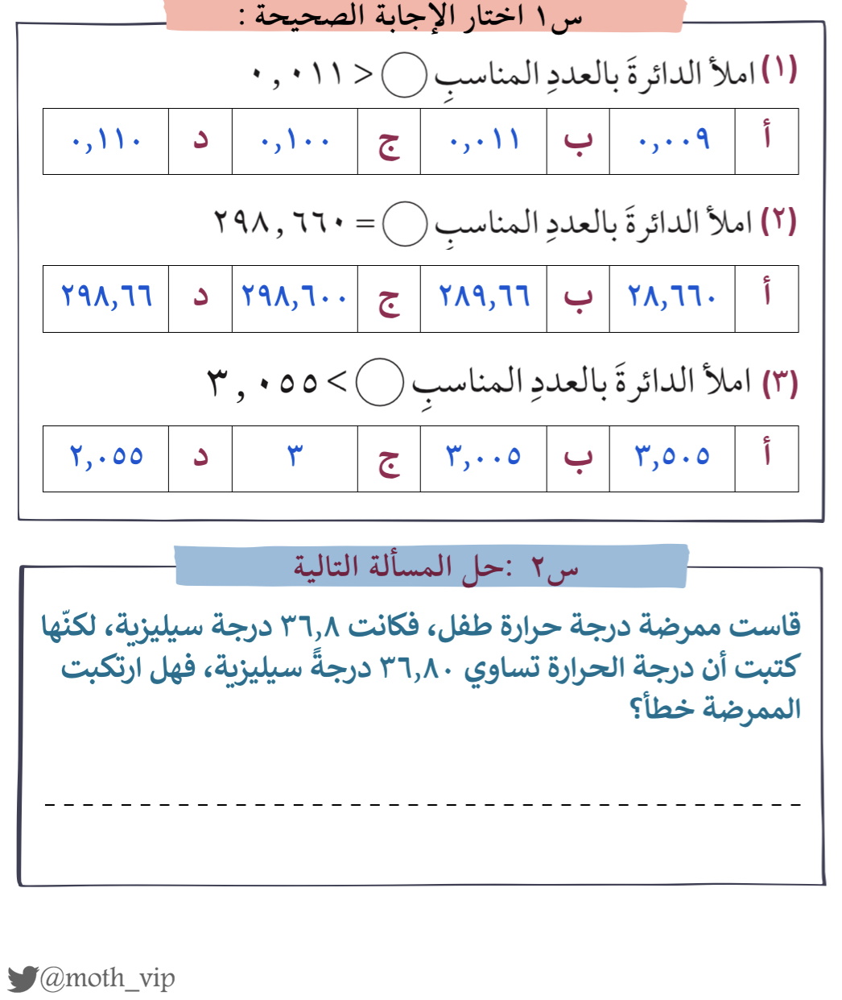 س١ اختار الإجابة الصحيحة :
(١) املأ الدائرةَ بالعددِ المناسبِ ◯ > ٠,٠١١
أ ٠,٠٠٩ ب ٠,٠١١ ج ٠,١٠٠ د ٠,١١٠
(٢) املأ الدائرةَ بالعددِ المناسبِ ◯ = ٢٩٨,٦٦٠
أ ٢٨,٦٦٠ ب ٢٨٩,٦٦ ج ٢٩٨,٦٠٠ د ٢٩٨,٦٦
(٣) املأ الدائرةَ بالعددِ المناسبِ ◯ < ٣,٠٥٥
أ ٣,٥٠٥ ب ٣,٠٠٥ ج ٣ د ٢,٠٥٥
س٢ :حل المسألة التالية
قاست ممرضة درجة حرارة طفل، فكانت ٣٦,٨ درجة سيليزية، لكنّها
كتبت أن درجة الحرارة تساوي ٣٦,٨٠ درجةً سيليزية، فهل ارتكبت
الممرضة خطأ؟
@moth_vip